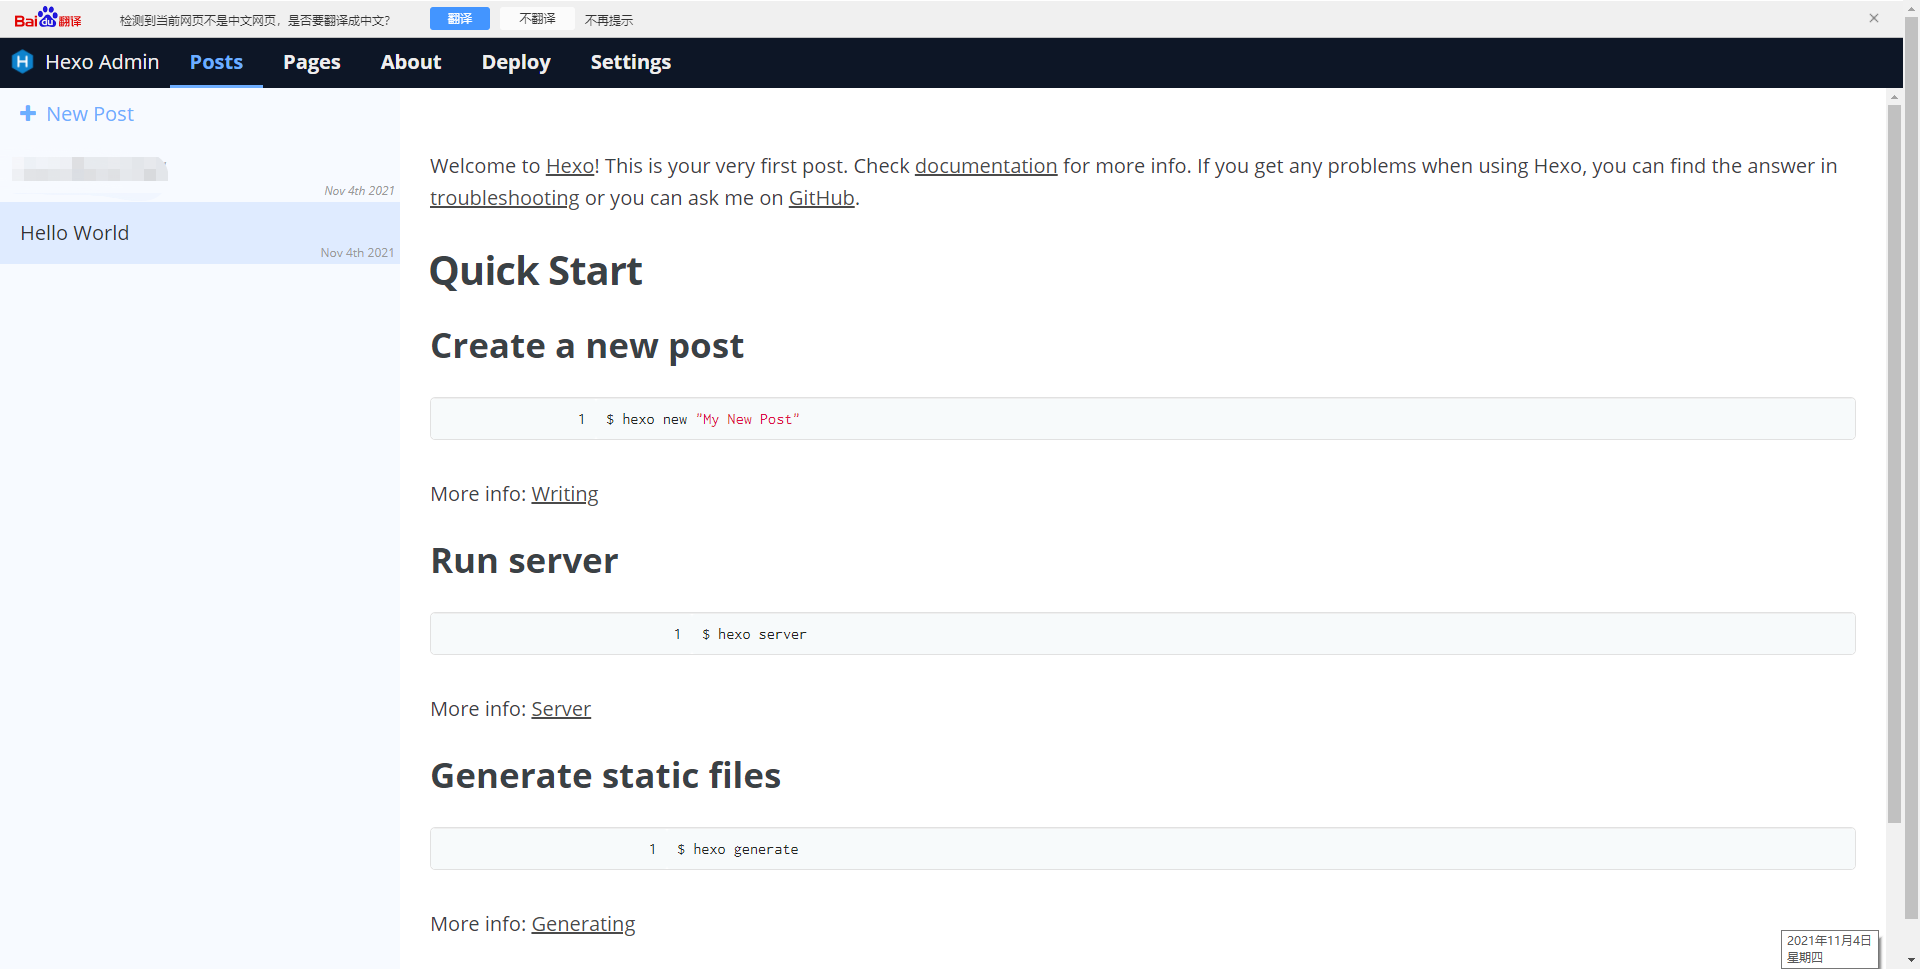 Bai du 翻译 检测到当前网页不是中文网页，是否要翻译成中文？ 翻译 不翻译 不再提示
Hexo Admin Posts Pages About Deploy Settings
New Post
Nov 4th 2021
Hello World
Nov 4th 2021
Welcome to Hexo! This is your very first post. Check documentation for more info. If you get any problems when using Hexo, you can find the answer in
troubleshooting or you can ask me on GitHub.
Quick Start
Create a new post
1 $ hexo new "My New Post"
More info: Writing
Run server
1 $ hexo server
More info: Server
Generate static files
1 $ hexo generate
More info: Generating
2021年11月4日
星期四